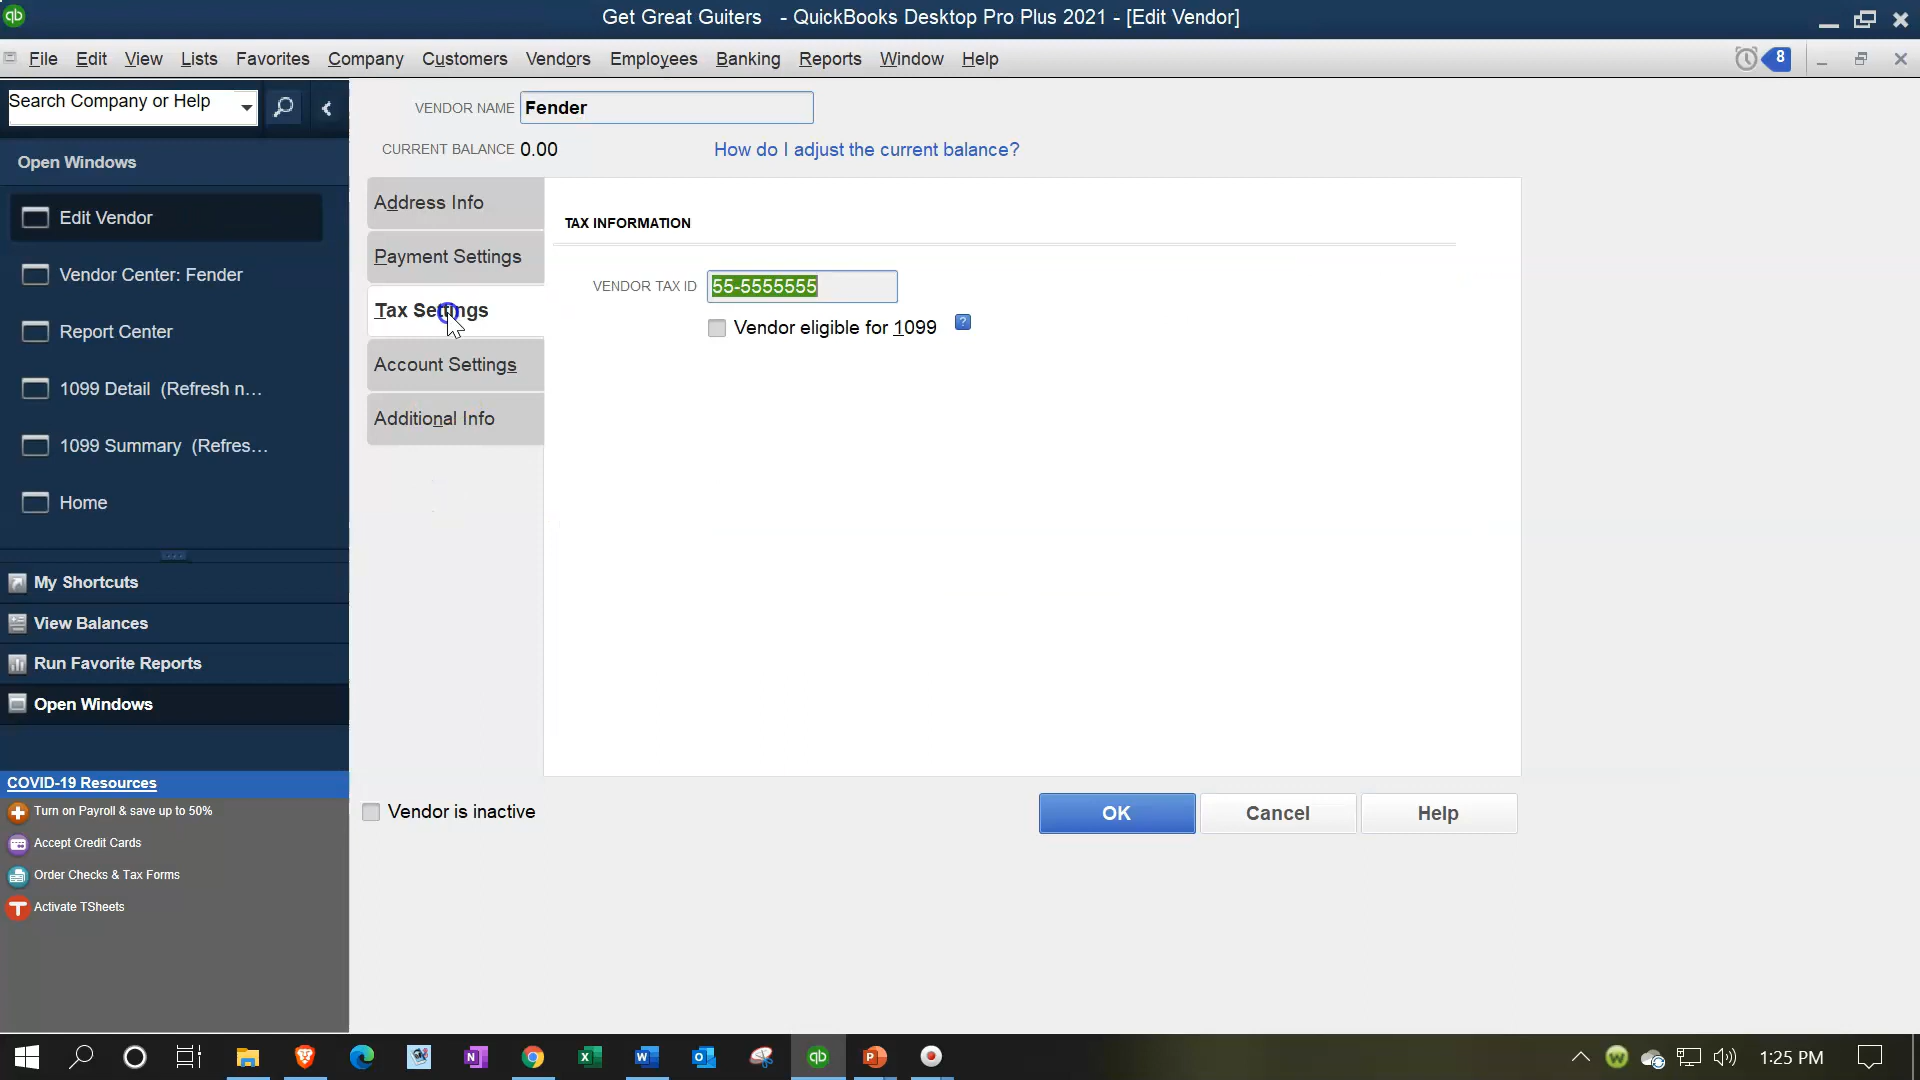 qb
Get Great Guiters - QuickBooks Desktop Pro Plus 2021 - [Edit Vendor]
File Edit View Lists Favorites Company Customers Vendors Employees Banking Reports Window Help
8
Search Company or Help
VENDOR NAME Fender
CURRENT BALANCE 0.00 How do I adjust the current balance?
Open Windows
Edit Vendor
Vendor Center: Fender
Report Center
1099 Detail (Refresh n...
1099 Summary (Refres...
Home
Address Info
Payment Settings
Tax Settings
Account Settings
Additional Info
TAX INFORMATION
VENDOR TAX ID 55-5555555
Vendor eligible for 1099 ?
My Shortcuts
View Balances
Run Favorite Reports
Open Windows
COVID-19 Resources
Turn on Payroll & save up to 50%
Accept Credit Cards
Order Checks & Tax Forms
Activate TSheets
Vendor is inactive
OK Cancel Help
1:25 PM